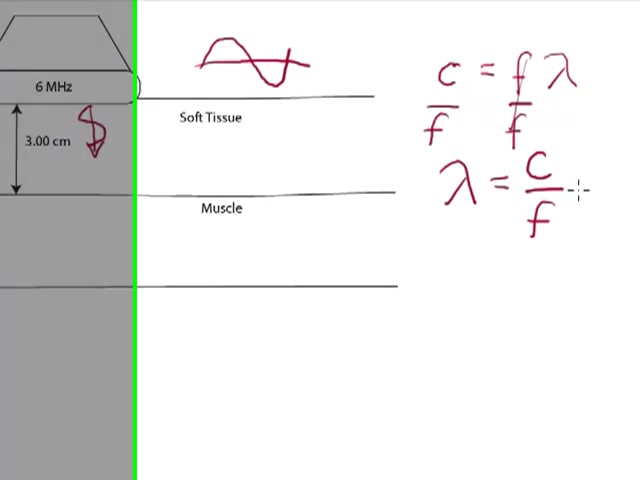 6 MHz
3.00 cm
Soft Tissue
Muscle
c = f λ
f f
λ = c
f